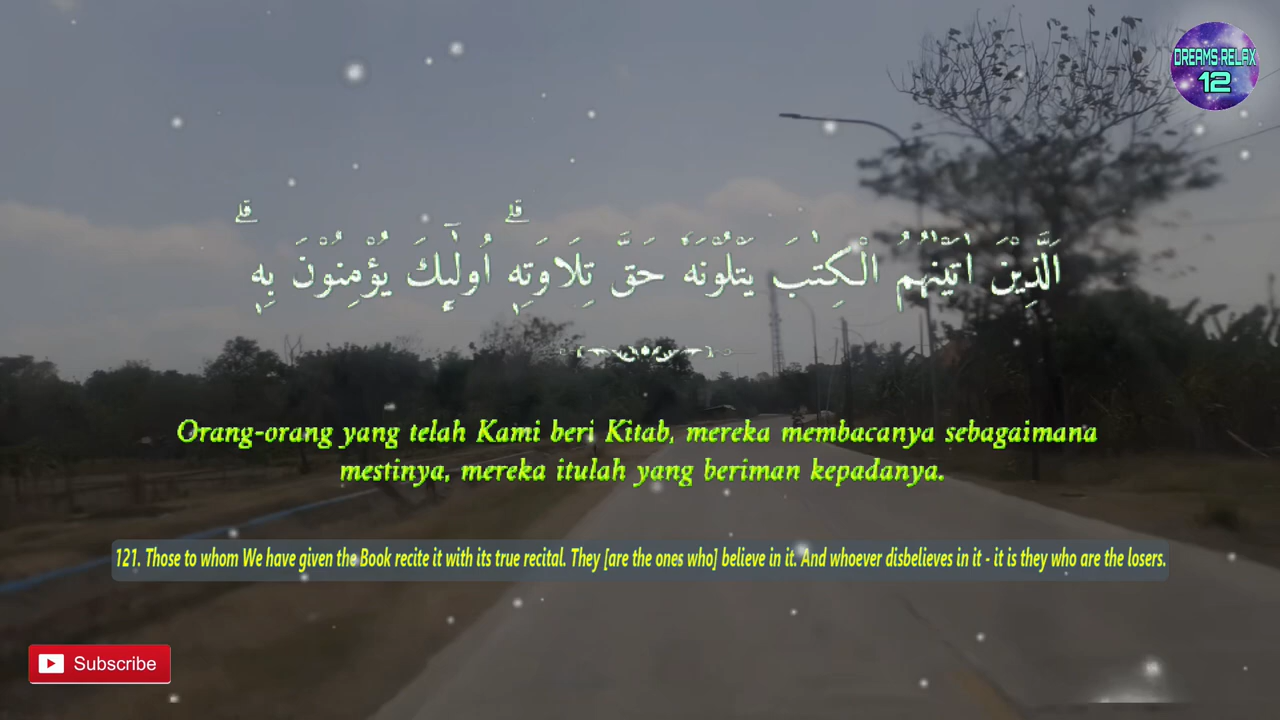 DREAMS RELAX
12
اَلَّذِيْنَ اٰتَيْنٰهُمُ الْكِتٰبَ يَتْلُوْنَهٗ حَقَّ تِلَاوَتِهٖۗ اُولٰۤىِٕكَ يُؤْمِنُوْنَ بِهٖۗ
Orang-orang yang telah Kami beri Kitab, mereka membacanya sebagaimana
mestinya, mereka itulah yang beriman kepadanya.
121. Those to whom We have given the Book recite it with its true recital. They [are the ones who] believe in it. And whoever disbelieves in it - it is they who are the losers.
Subscribe